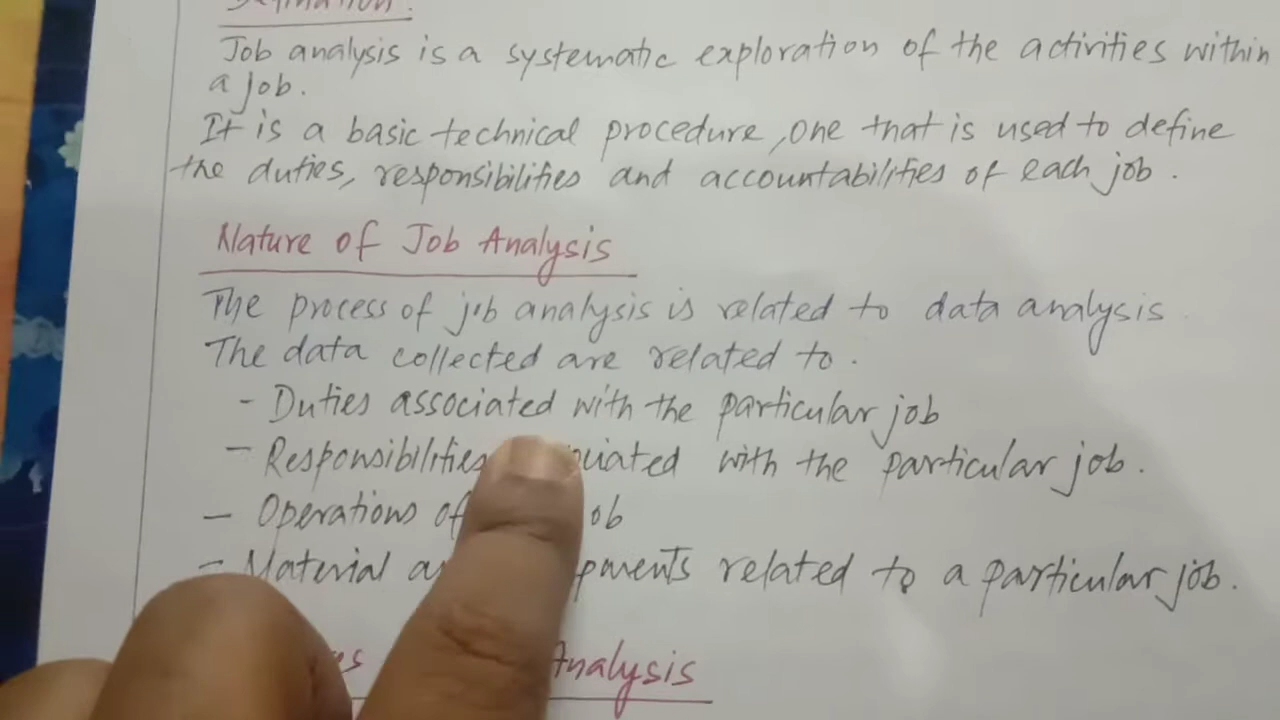 Definition.
Job analysis is a systematic exploration of the activities within
a job.
It is a basic technical procedure, one that is used to define
the duties, responsibilities and accountabilities of each job.
Nature of Job Analysis
The process of job analysis is related to data analysis
The data collected are related to.
- Duties associated with the particular job
- Responsibilities with the particular job.
- Operations of
- Material related to a particular job.
Analysis